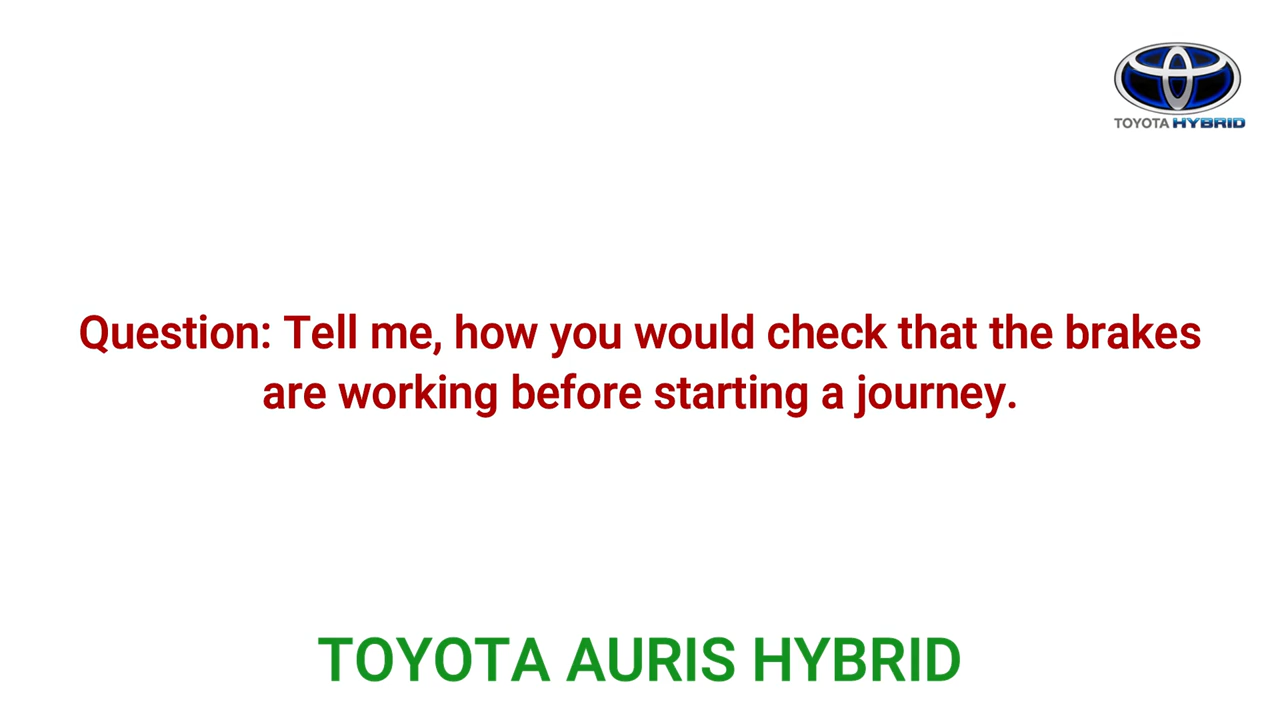 TOYOTA HYBRID
Question: Tell me, how you would check that the brakes
are working before starting a journey.
TOYOTA AURIS HYBRID